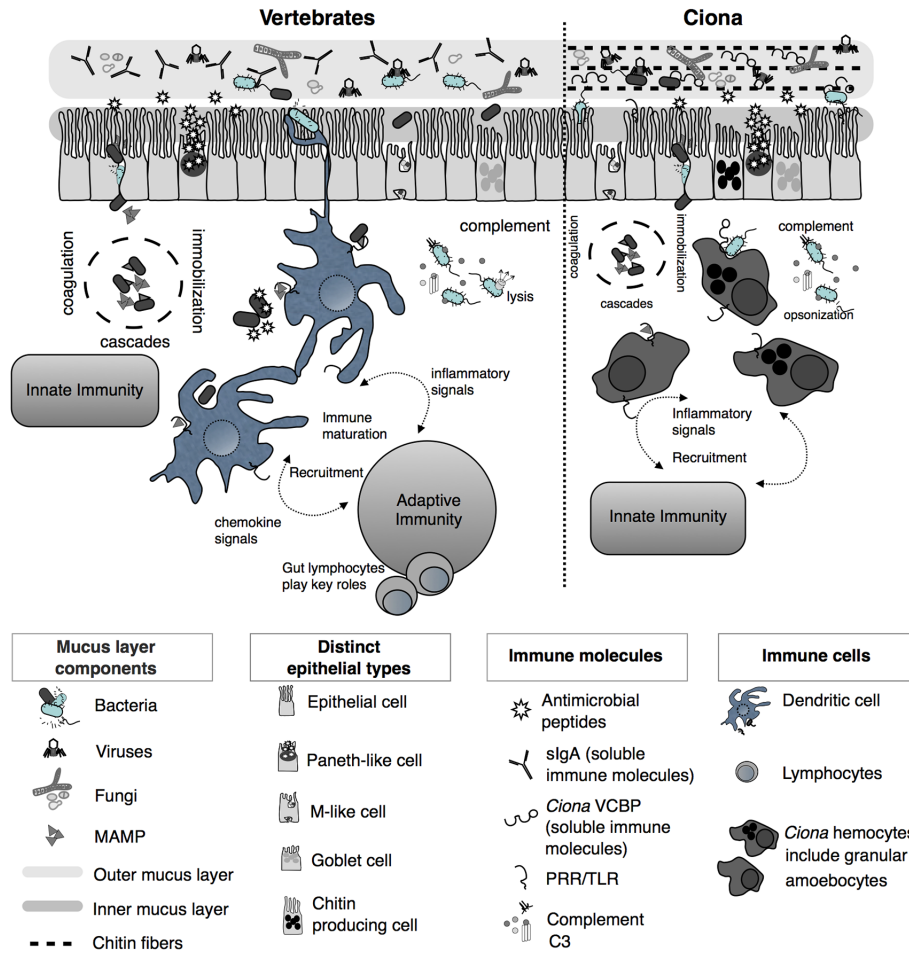 Vertebrates
Ciona
complement
lysis
coagulation
immobilization
cascades
coagulation
immobilization
cascades
complement
opsonization
Innate Immunity
inflammatory
signals
Immune
maturation
Recruitment
chemokine
signals
Adaptive
Immunity
Gut lymphocytes
play key roles
Inflammatory
signals
Recruitment
Innate Immunity
Mucus layer
components
Bacteria
Viruses
Fungi
MAMP
Outer mucus layer
Inner mucus layer
Chitin fibers
Distinct
epithelial types
Epithelial cell
Paneth-like cell
M-like cell
Goblet cell
Chitin
producing cell
Immune molecules
Antimicrobial
peptides
sIgA (soluble
immune molecules)
Ciona VCBP
(soluble immune
molecules)
PRR/TLR
Complement
C3
Immune cells
Dendritic cell
Lymphocytes
Ciona hemocytes
include granular
amoebocytes